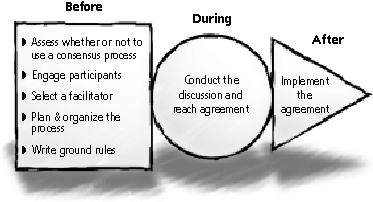 Before
During
After
Assess whether or not to
use a consensus process
Engage participants
Select a facilitator
Plan & organize the
process
Write ground rules
Conduct the
discussion and
reach agreement
Implement
the
agreement